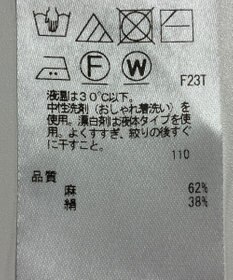 F
W
F23T
液温は30℃以下。
中性洗剤(おしゃれ着洗い)を
使用。漂白剤は液体タイプを使
用。よくすすぎ、絞りの後すぐ
に干すこと。
110
品質
麻 62%
絹 38%